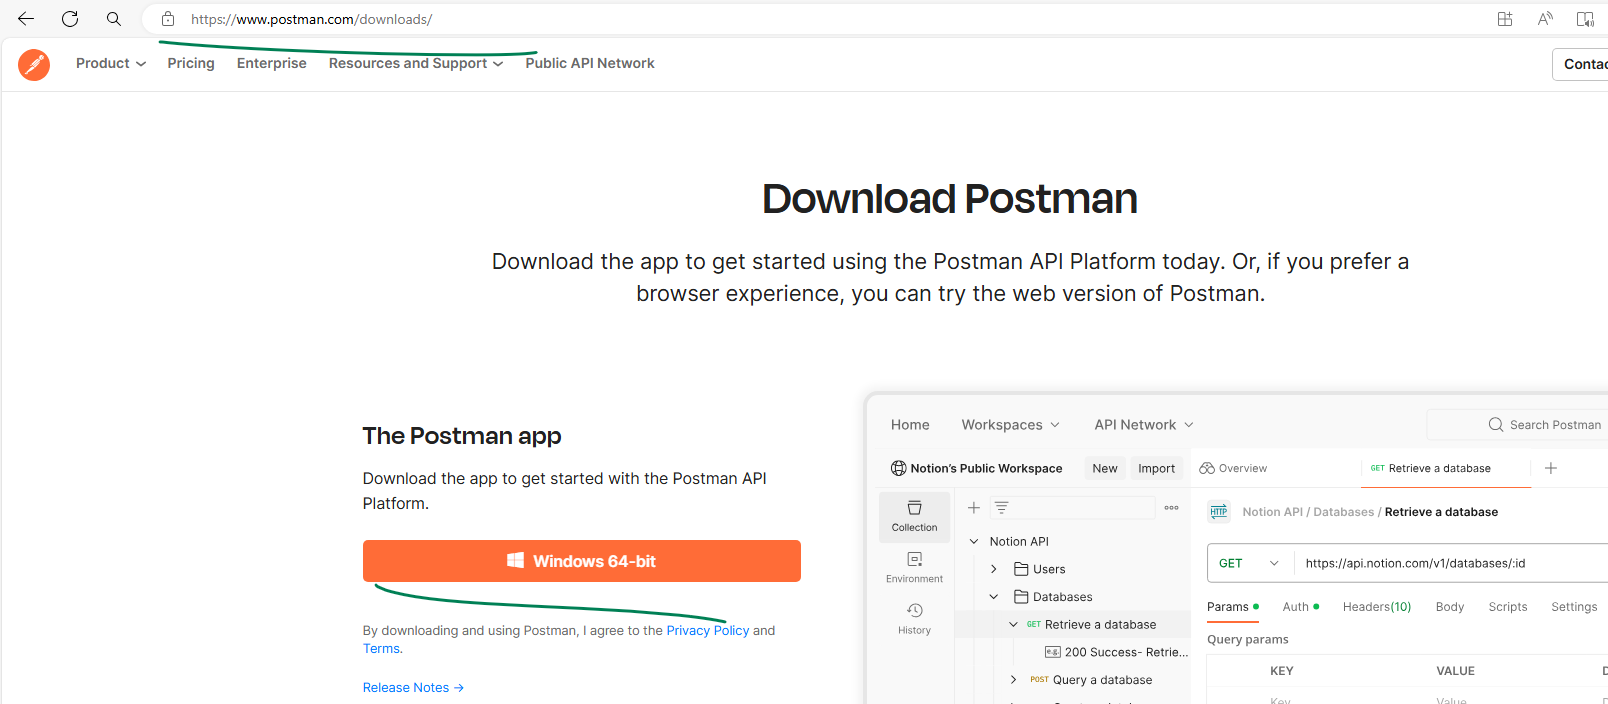 https://www.postman.com/downloads/
Product Pricing Enterprise Resources and Support Public API Network
Contac
Download Postman
Download the app to get started using the Postman API Platform today. Or, if you prefer a
browser experience, you can try the web version of Postman.
The Postman app
Download the app to get started with the Postman API
Platform.
Windows 64-bit
By downloading and using Postman, I agree to the Privacy Policy and
Terms.
Release Notes →
Home Workspaces API Network Search Postman
Notion's Public Workspace New Import Overview GET Retrieve a database
Collection
Environment
History
Notion API
Users
Databases
GET Retrieve a database
e.g. 200 Success- Retrie...
POST Query a database
HTTP Notion API / Databases / Retrieve a database
GET https://api.notion.com/v1/databases/:id
Params Auth Headers(10) Body Scripts Settings
Query params
KEY VALUE D
Key Value